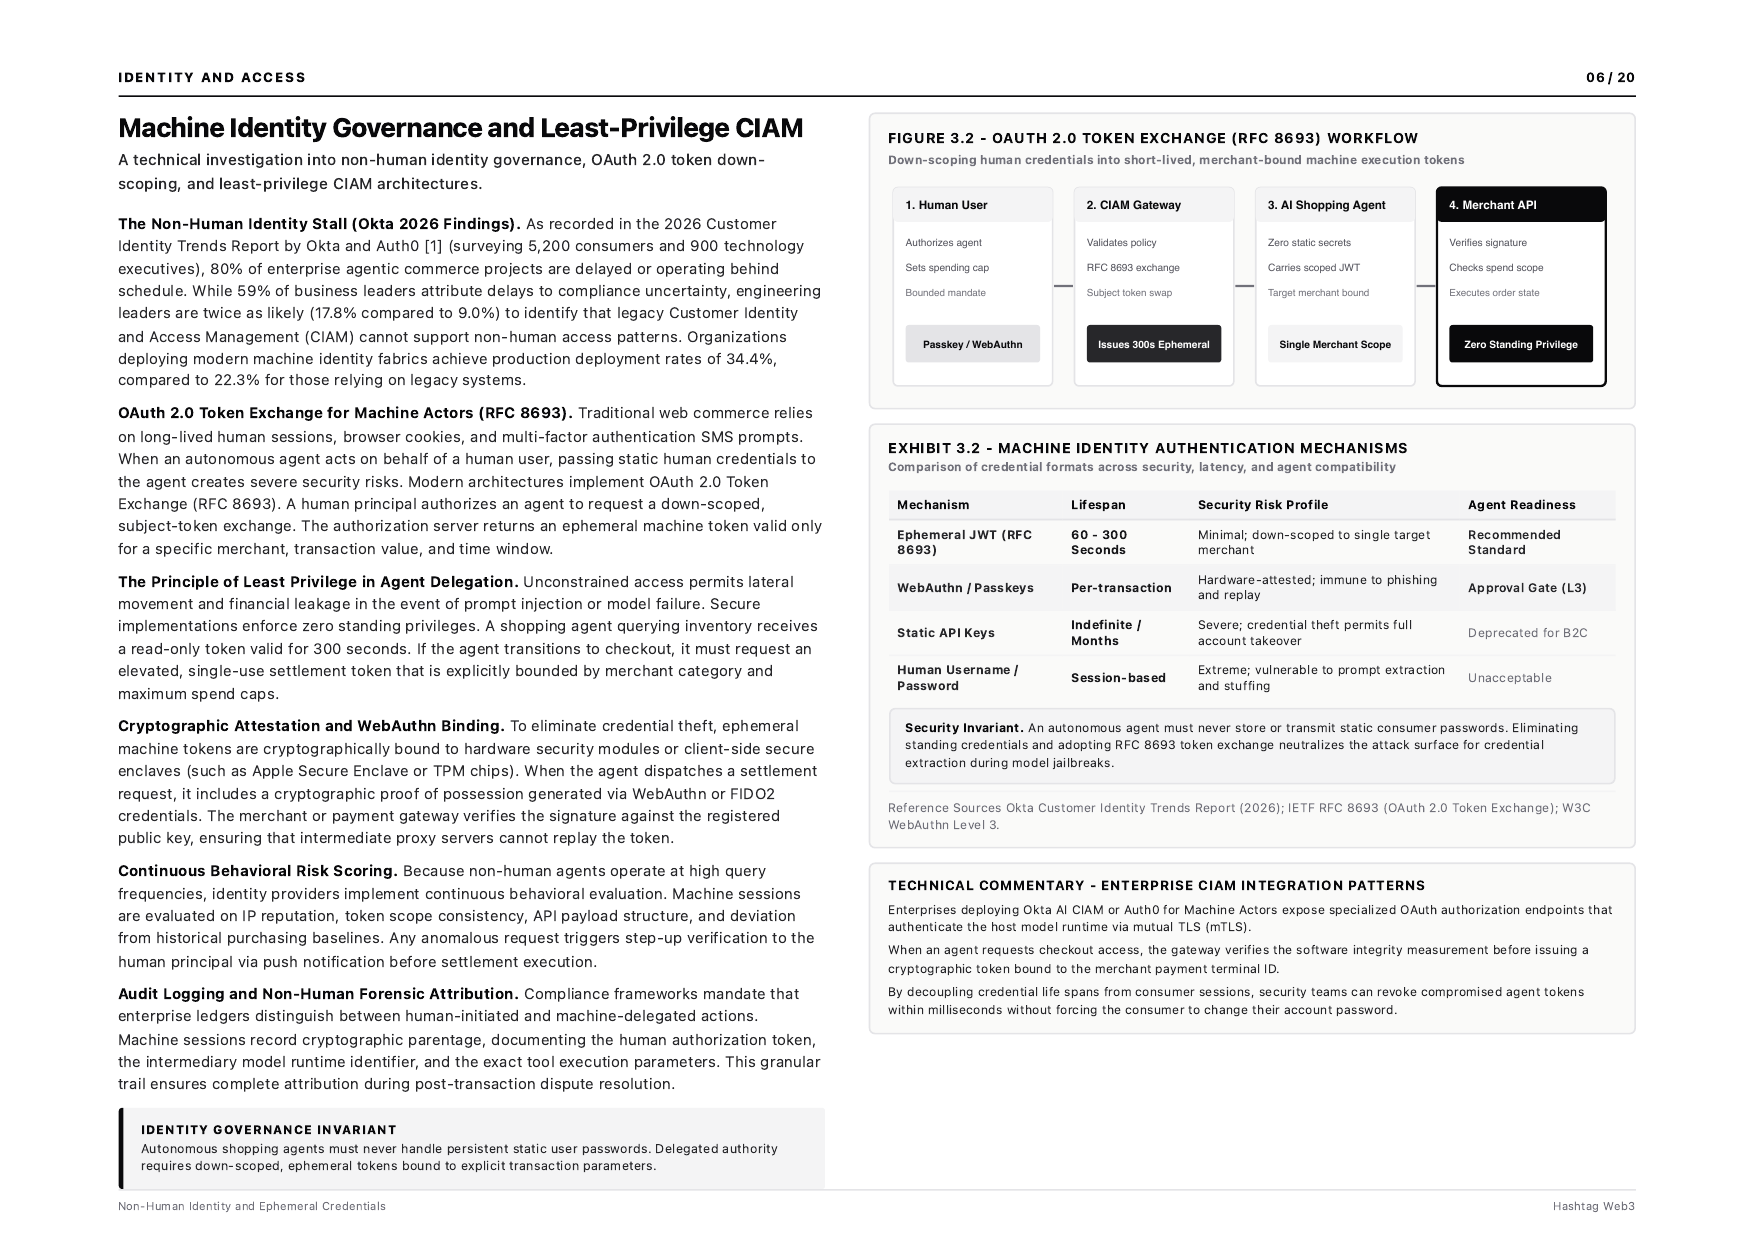 IDENTITY AND ACCESS
06 / 20
Machine Identity Governance and Least-Privilege CIAM
A technical investigation into non-human identity governance, OAuth 2.0 token down-
scoping, and least-privilege CIAM architectures.
The Non-Human Identity Stall (Okta 2026 Findings). As recorded in the 2026 Customer
Identity Trends Report by Okta and Auth0 [1] (surveying 5,200 consumers and 900 technology
executives), 80% of enterprise agentic commerce projects are delayed or operating behind
schedule. While 59% of business leaders attribute delays to compliance uncertainty, engineering
leaders are twice as likely (17.8% compared to 9.0%) to identify that legacy Customer Identity
and Access Management (CIAM) cannot support non-human access patterns. Organizations
deploying modern machine identity fabrics achieve production deployment rates of 34.4%,
compared to 22.3% for those relying on legacy systems.
OAuth 2.0 Token Exchange for Machine Actors (RFC 8693). Traditional web commerce relies
on long-lived human sessions, browser cookies, and multi-factor authentication SMS prompts.
When an autonomous agent acts on behalf of a human user, passing static human credentials to
the agent creates severe security risks. Modern architectures implement OAuth 2.0 Token
Exchange (RFC 8693). A human principal authorizes an agent to request a down-scoped,
subject-token exchange. The authorization server returns an ephemeral machine token valid only
for a specific merchant, transaction value, and time window.
The Principle of Least Privilege in Agent Delegation. Unconstrained access permits lateral
movement and financial leakage in the event of prompt injection or model failure. Secure
implementations enforce zero standing privileges. A shopping agent querying inventory receives
a read-only token valid for 300 seconds. If the agent transitions to checkout, it must request an
elevated, single-use settlement token that is explicitly bounded by merchant category and
maximum spend caps.
Cryptographic Attestation and WebAuthn Binding. To eliminate credential theft, ephemeral
machine tokens are cryptographically bound to hardware security modules or client-side secure
enclaves (such as Apple Secure Enclave or TPM chips). When the agent dispatches a settlement
request, it includes a cryptographic proof of possession generated via WebAuthn or FIDO2
credentials. The merchant or payment gateway verifies the signature against the registered
public key, ensuring that intermediate proxy servers cannot replay the token.
Continuous Behavioral Risk Scoring. Because non-human agents operate at high query
frequencies, identity providers implement continuous behavioral evaluation. Machine sessions
are evaluated on IP reputation, token scope consistency, API payload structure, and deviation
from historical purchasing baselines. Any anomalous request triggers step-up verification to the
human principal via push notification before settlement execution.
Audit Logging and Non-Human Forensic Attribution. Compliance frameworks mandate that
enterprise ledgers distinguish between human-initiated and machine-delegated actions.
Machine sessions record cryptographic parentage, documenting the human authorization token,
the intermediary model runtime identifier, and the exact tool execution parameters. This granular
trail ensures complete attribution during post-transaction dispute resolution.
IDENTITY GOVERNANCE INVARIANT
Autonomous shopping agents must never handle persistent static user passwords. Delegated authority
requires down-scoped, ephemeral tokens bound to explicit transaction parameters.
FIGURE 3.2 - OAUTH 2.0 TOKEN EXCHANGE (RFC 8693) WORKFLOW
Down-scoping human credentials into short-lived, merchant-bound machine execution tokens
1. Human User
Authorizes agent
Sets spending cap
Bounded mandate
Passkey / WebAuthn
2. CIAM Gateway
Validates policy
RFC 8693 exchange
Subject token swap
Issues 300s Ephemeral
3. AI Shopping Agent
Zero static secrets
Carries scoped JWT
Target merchant bound
Single Merchant Scope
4. Merchant API
Verifies signature
Checks spend scope
Executes order state
Zero Standing Privilege
EXHIBIT 3.2 - MACHINE IDENTITY AUTHENTICATION MECHANISMS
Comparison of credential formats across security, latency, and agent compatibility
Mechanism Lifespan Security Risk Profile Agent Readiness
Ephemeral JWT (RFC
8693)
60 - 300
Seconds
Minimal; down-scoped to single target
merchant
Recommended
Standard
WebAuthn / Passkeys
Per-transaction
Hardware-attested; immune to phishing
and replay
Approval Gate (L3)
Static API Keys
Indefinite /
Months
Severe; credential theft permits full
account takeover
Deprecated for B2C
Human Username /
Password
Session-based
Extreme; vulnerable to prompt extraction
and stuffing
Unacceptable
Security Invariant. An autonomous agent must never store or transmit static consumer passwords. Eliminating
standing credentials and adopting RFC 8693 token exchange neutralizes the attack surface for credential
extraction during model jailbreaks.
Reference Sources Okta Customer Identity Trends Report (2026); IETF RFC 8693 (OAuth 2.0 Token Exchange); W3C
WebAuthn Level 3.
TECHNICAL COMMENTARY - ENTERPRISE CIAM INTEGRATION PATTERNS
Enterprises deploying Okta AI CIAM or Auth0 for Machine Actors expose specialized OAuth authorization endpoints that
authenticate the host model runtime via mutual TLS (mTLS).
When an agent requests checkout access, the gateway verifies the software integrity measurement before issuing a
cryptographic token bound to the merchant payment terminal ID.
By decoupling credential life spans from consumer sessions, security teams can revoke compromised agent tokens
within milliseconds without forcing the consumer to change their account password.
Non-Human Identity and Ephemeral Credentials
Hashtag Web3